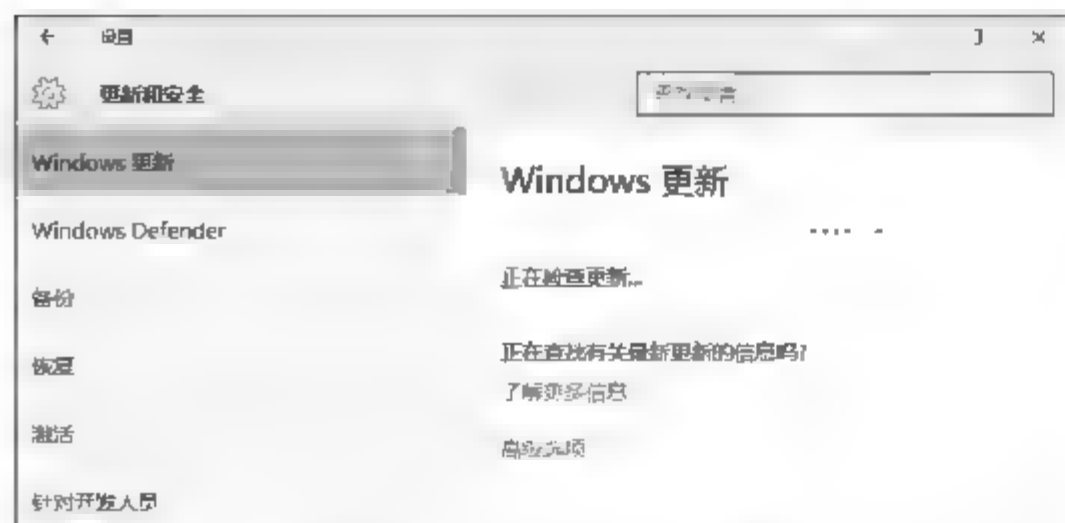 设置
更新和安全
Windows 更新
Windows Defender
备份
恢复
激活
针对开发人员
Windows 更新
正在检查更新...
正在查找有关最新更新的信息吗?
了解更多信息
高级选项